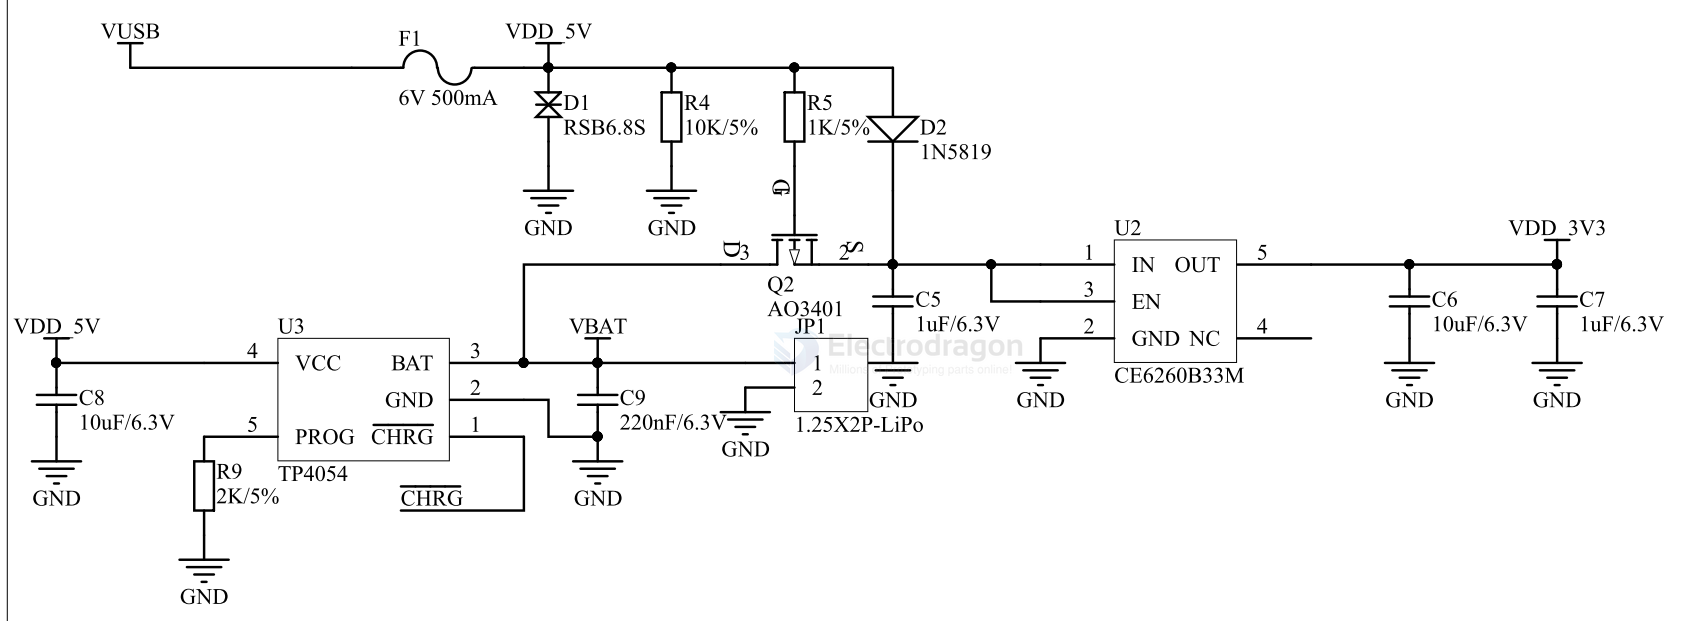 VUSB
F1
6V 500mA
VDD_5V
D1
RSB6.8S
GND
R4
10K/5%
GND
R5
1K/5%
D2
1N5819
G
D
3
2
S
Q2
AO3401
C5
1uF/6.3V
GND
U2
1
IN
OUT
5
3
EN
2
GND
NC
4
CE6260B33M
GND
VDD_3V3
C6
10uF/6.3V
GND
C7
1uF/6.3V
GND
VDD_5V
C8
10uF/6.3V
GND
U3
4
VCC
BAT
3
GND
2
5
PROG
CHRG
1
TP4054
R9
2K/5%
GND
CHRG
VBAT
C9
220nF/6.3V
GND
JP1
1
2
1.25X2P-LiPo
GND
Electrodragon
Millions prototyping parts online!